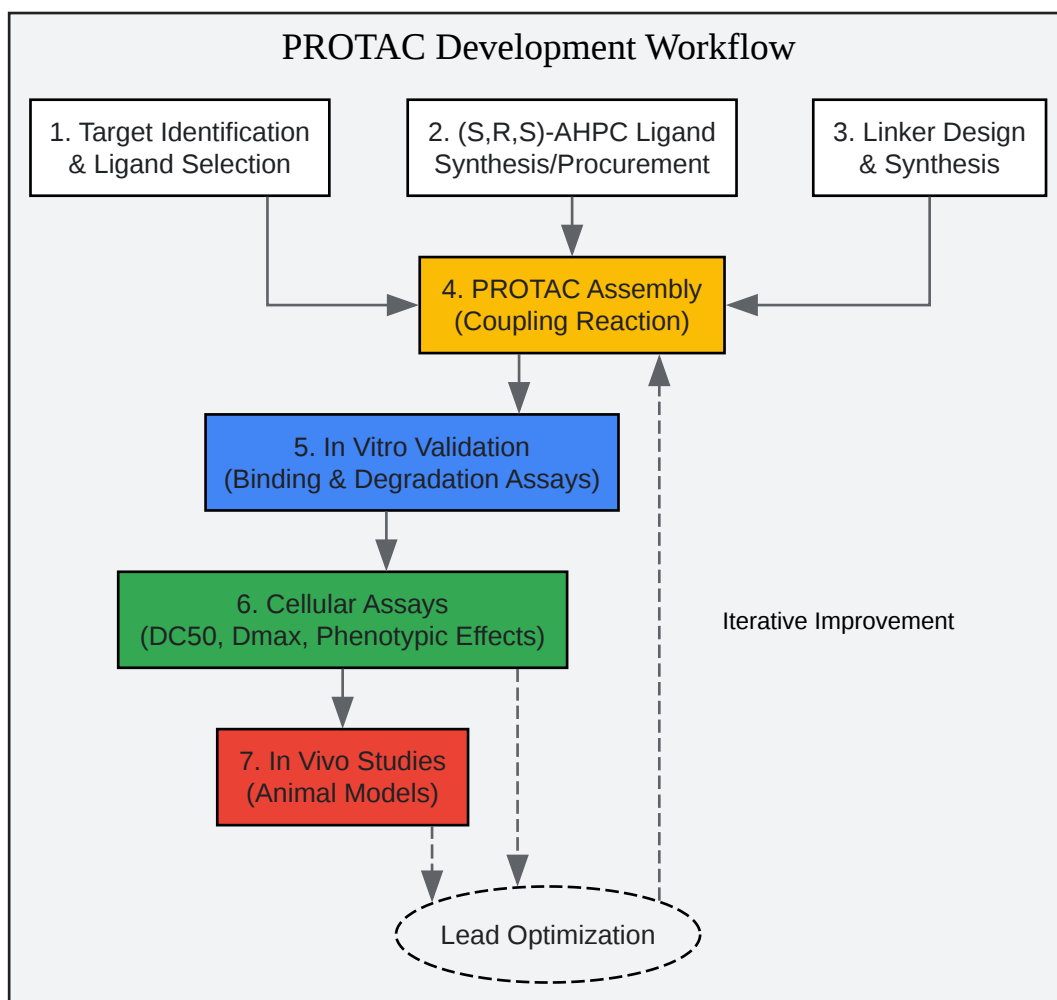 PROTAC Development Workflow
1. Target Identification
& Ligand Selection
2. (S,R,S)-AHPC Ligand
Synthesis/Procurement
3. Linker Design
& Synthesis
4. PROTAC Assembly
(Coupling Reaction)
5. In Vitro Validation
(Binding & Degradation Assays)
6. Cellular Assays
(DC50, Dmax, Phenotypic Effects)
Iterative Improvement
7. In Vivo Studies
(Animal Models)
Lead Optimization